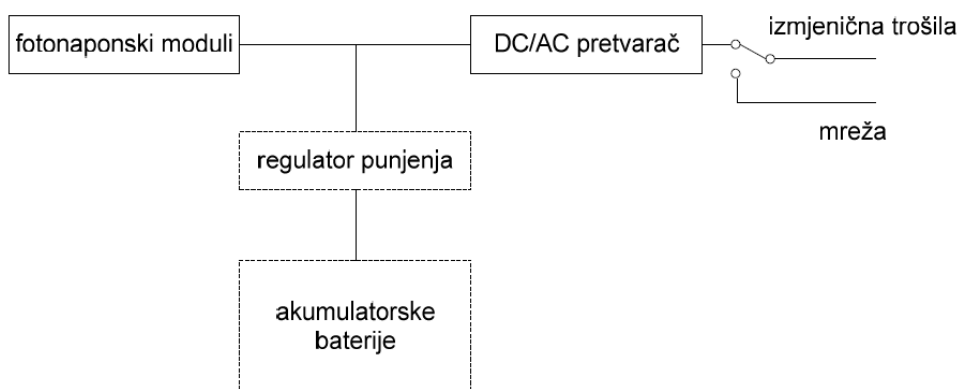 fotonaponski moduli
DC/AC pretvarač
izmjenična trošila
mreža
regulator punjenja
akumulatorske
baterije